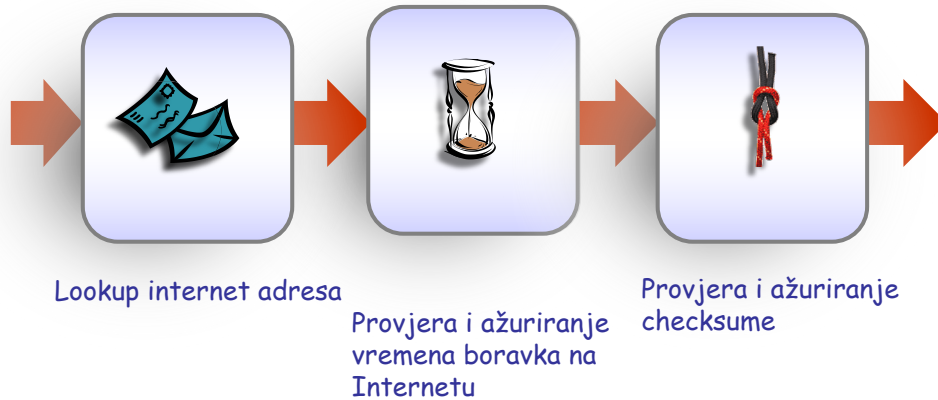 Lookup internet adresa
Provjera i ažuriranje
vremena boravka na
Internetu
Provjera i ažuriranje
checksume